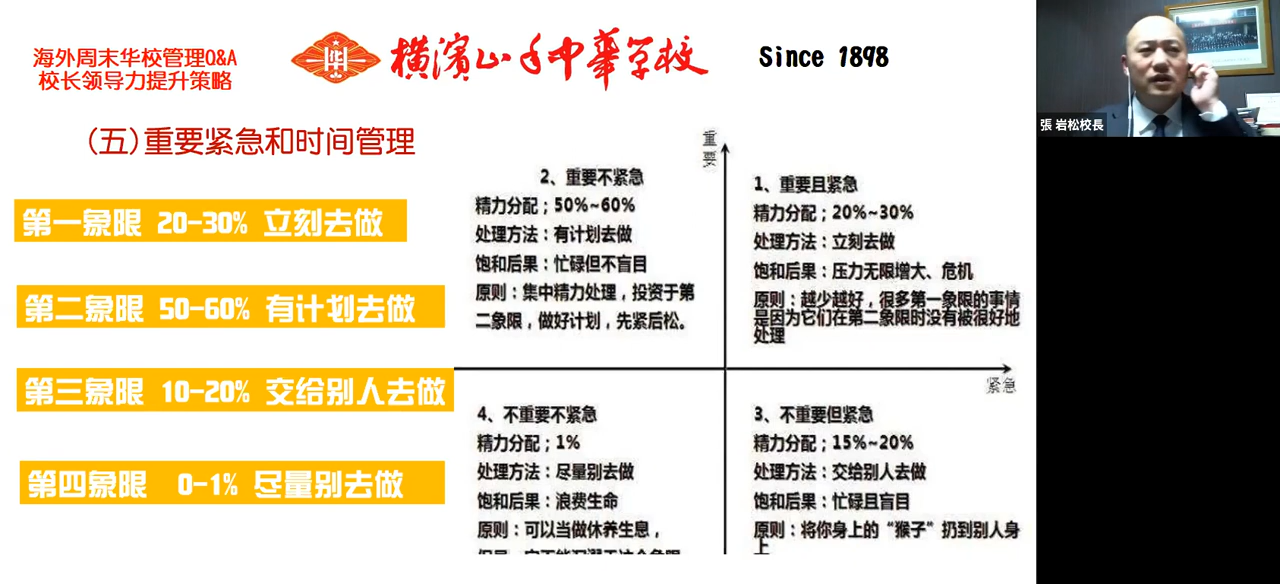 海外周末华校管理Q&A
校长领导力提升策略
华
横濱山手中華学校
Since 1898
張 岩松校長
(五)重要紧急和时间管理
第一象限 20-30% 立刻去做
第二象限 50-60% 有计划去做
第三象限 10-20% 交给别人去做
第四象限 0-1% 尽量别去做
重要
2、重要不紧急
精力分配；50%~60%
处理方法：有计划去做
饱和后果：忙碌但不盲目
原则：集中精力处理，投资于第
二象限，做好计划，先紧后松。
1、重要且紧急
精力分配；20%~30%
处理方法：立刻去做
饱和后果：压力无限增大、危机
原则：越少越好，很多第一象限的事情
是因为它们在第二象限时没有被很好地
处理
紧急
4、不重要不紧急
精力分配；1%
处理方法：尽量别去做
饱和后果：浪费生命
原则：可以当做休养生息，
3、不重要但紧急
精力分配；15%~20%
处理方法：交给别人去做
饱和后果：忙碌且盲目
原则：将你身上的“猴子”扔到别人身
上